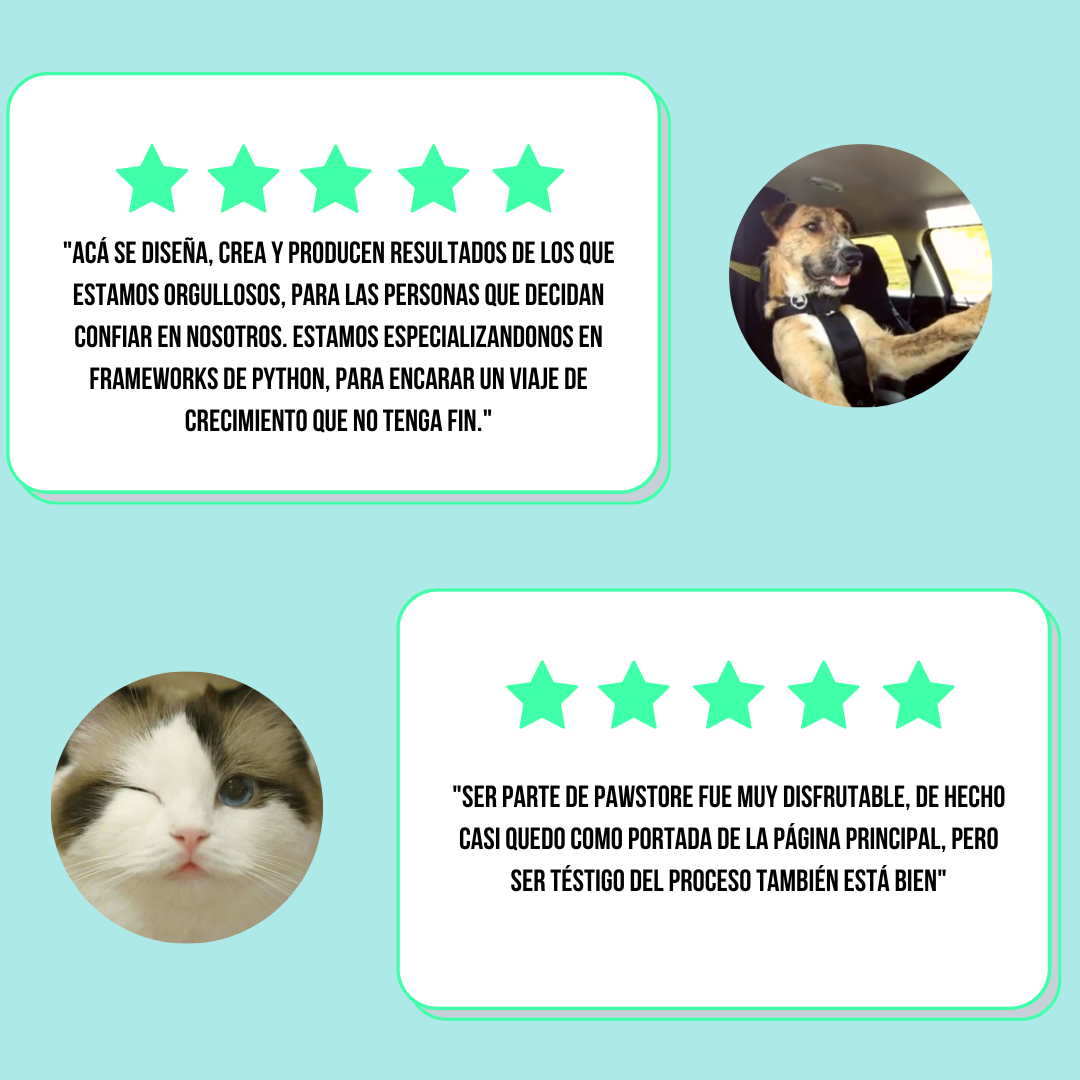 "ACÁ SE DISEÑA, CREA Y PRODUCEN RESULTADOS DE LOS QUE
ESTAMOS ORGULLOSOS, PARA LAS PERSONAS QUE DECIDAN
CONFIAR EN NOSOTROS. ESTAMOS ESPECIALIZANDONOS EN
FRAMEWORKS DE PYTHON, PARA ENCARAR UN VIAJE DE
CRECIMIENTO QUE NO TENGA FIN."
"SER PARTE DE PAWSTORE FUE MUY DISFRUTABLE, DE HECHO
CASI QUEDO COMO PORTADA DE LA PÁGINA PRINCIPAL, PERO
SER TÉSTIGO DEL PROCESO TAMBIÉN ESTÁ BIEN"